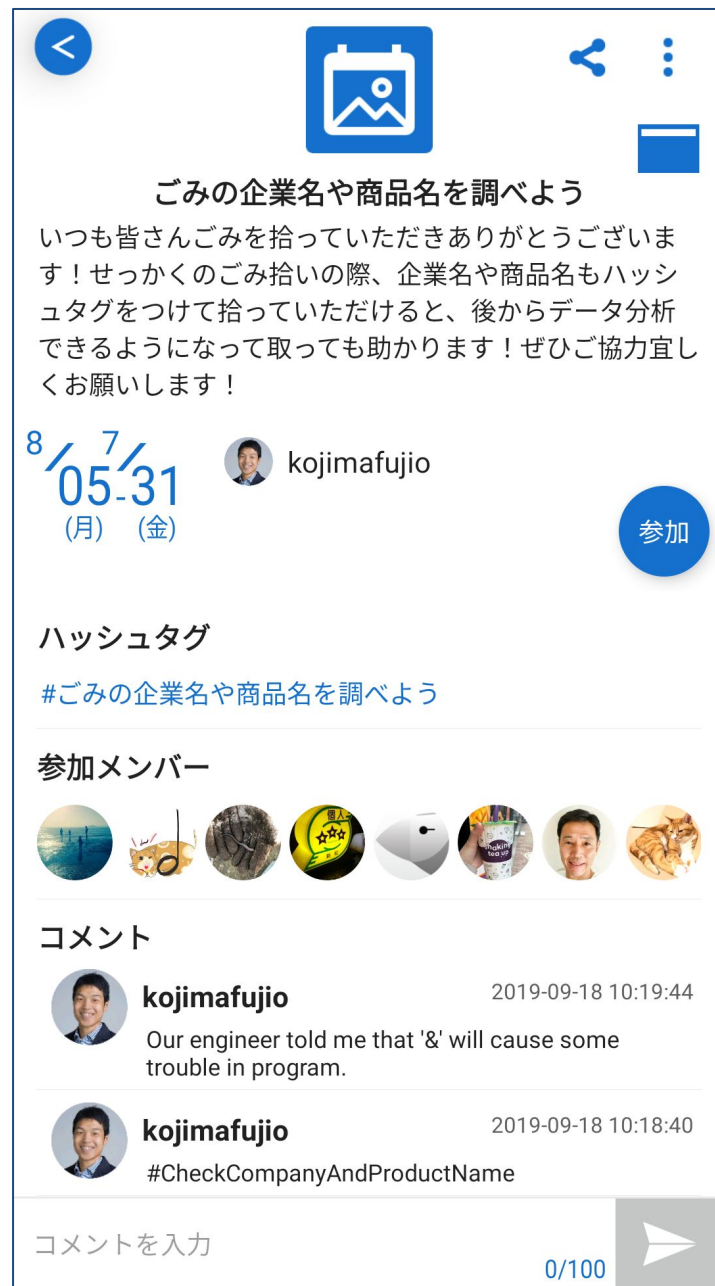 ごみの企業名や商品名を調べよう
いつも皆さんごみを拾っていただきありがとうございま
す！せっかくのごみ拾いの際、企業名や商品名もハッシ
ュタグをつけて拾っていただけると、後からデータ分析
できるようになって取っても助かります！ぜひご協力宜し
くお願いします！
8/05-7/31
(月) (金)
kojimafujio
参加
ハッシュタグ
#ごみの企業名や商品名を調べよう
参加メンバー
個人
shaking
tea up
コメント
kojimafujio 2019-09-18 10:19:44
Our engineer told me that '&' will cause some
trouble in program.
kojimafujio 2019-09-18 10:18:40
#CheckCompanyAndProductName
コメントを入力
0/100